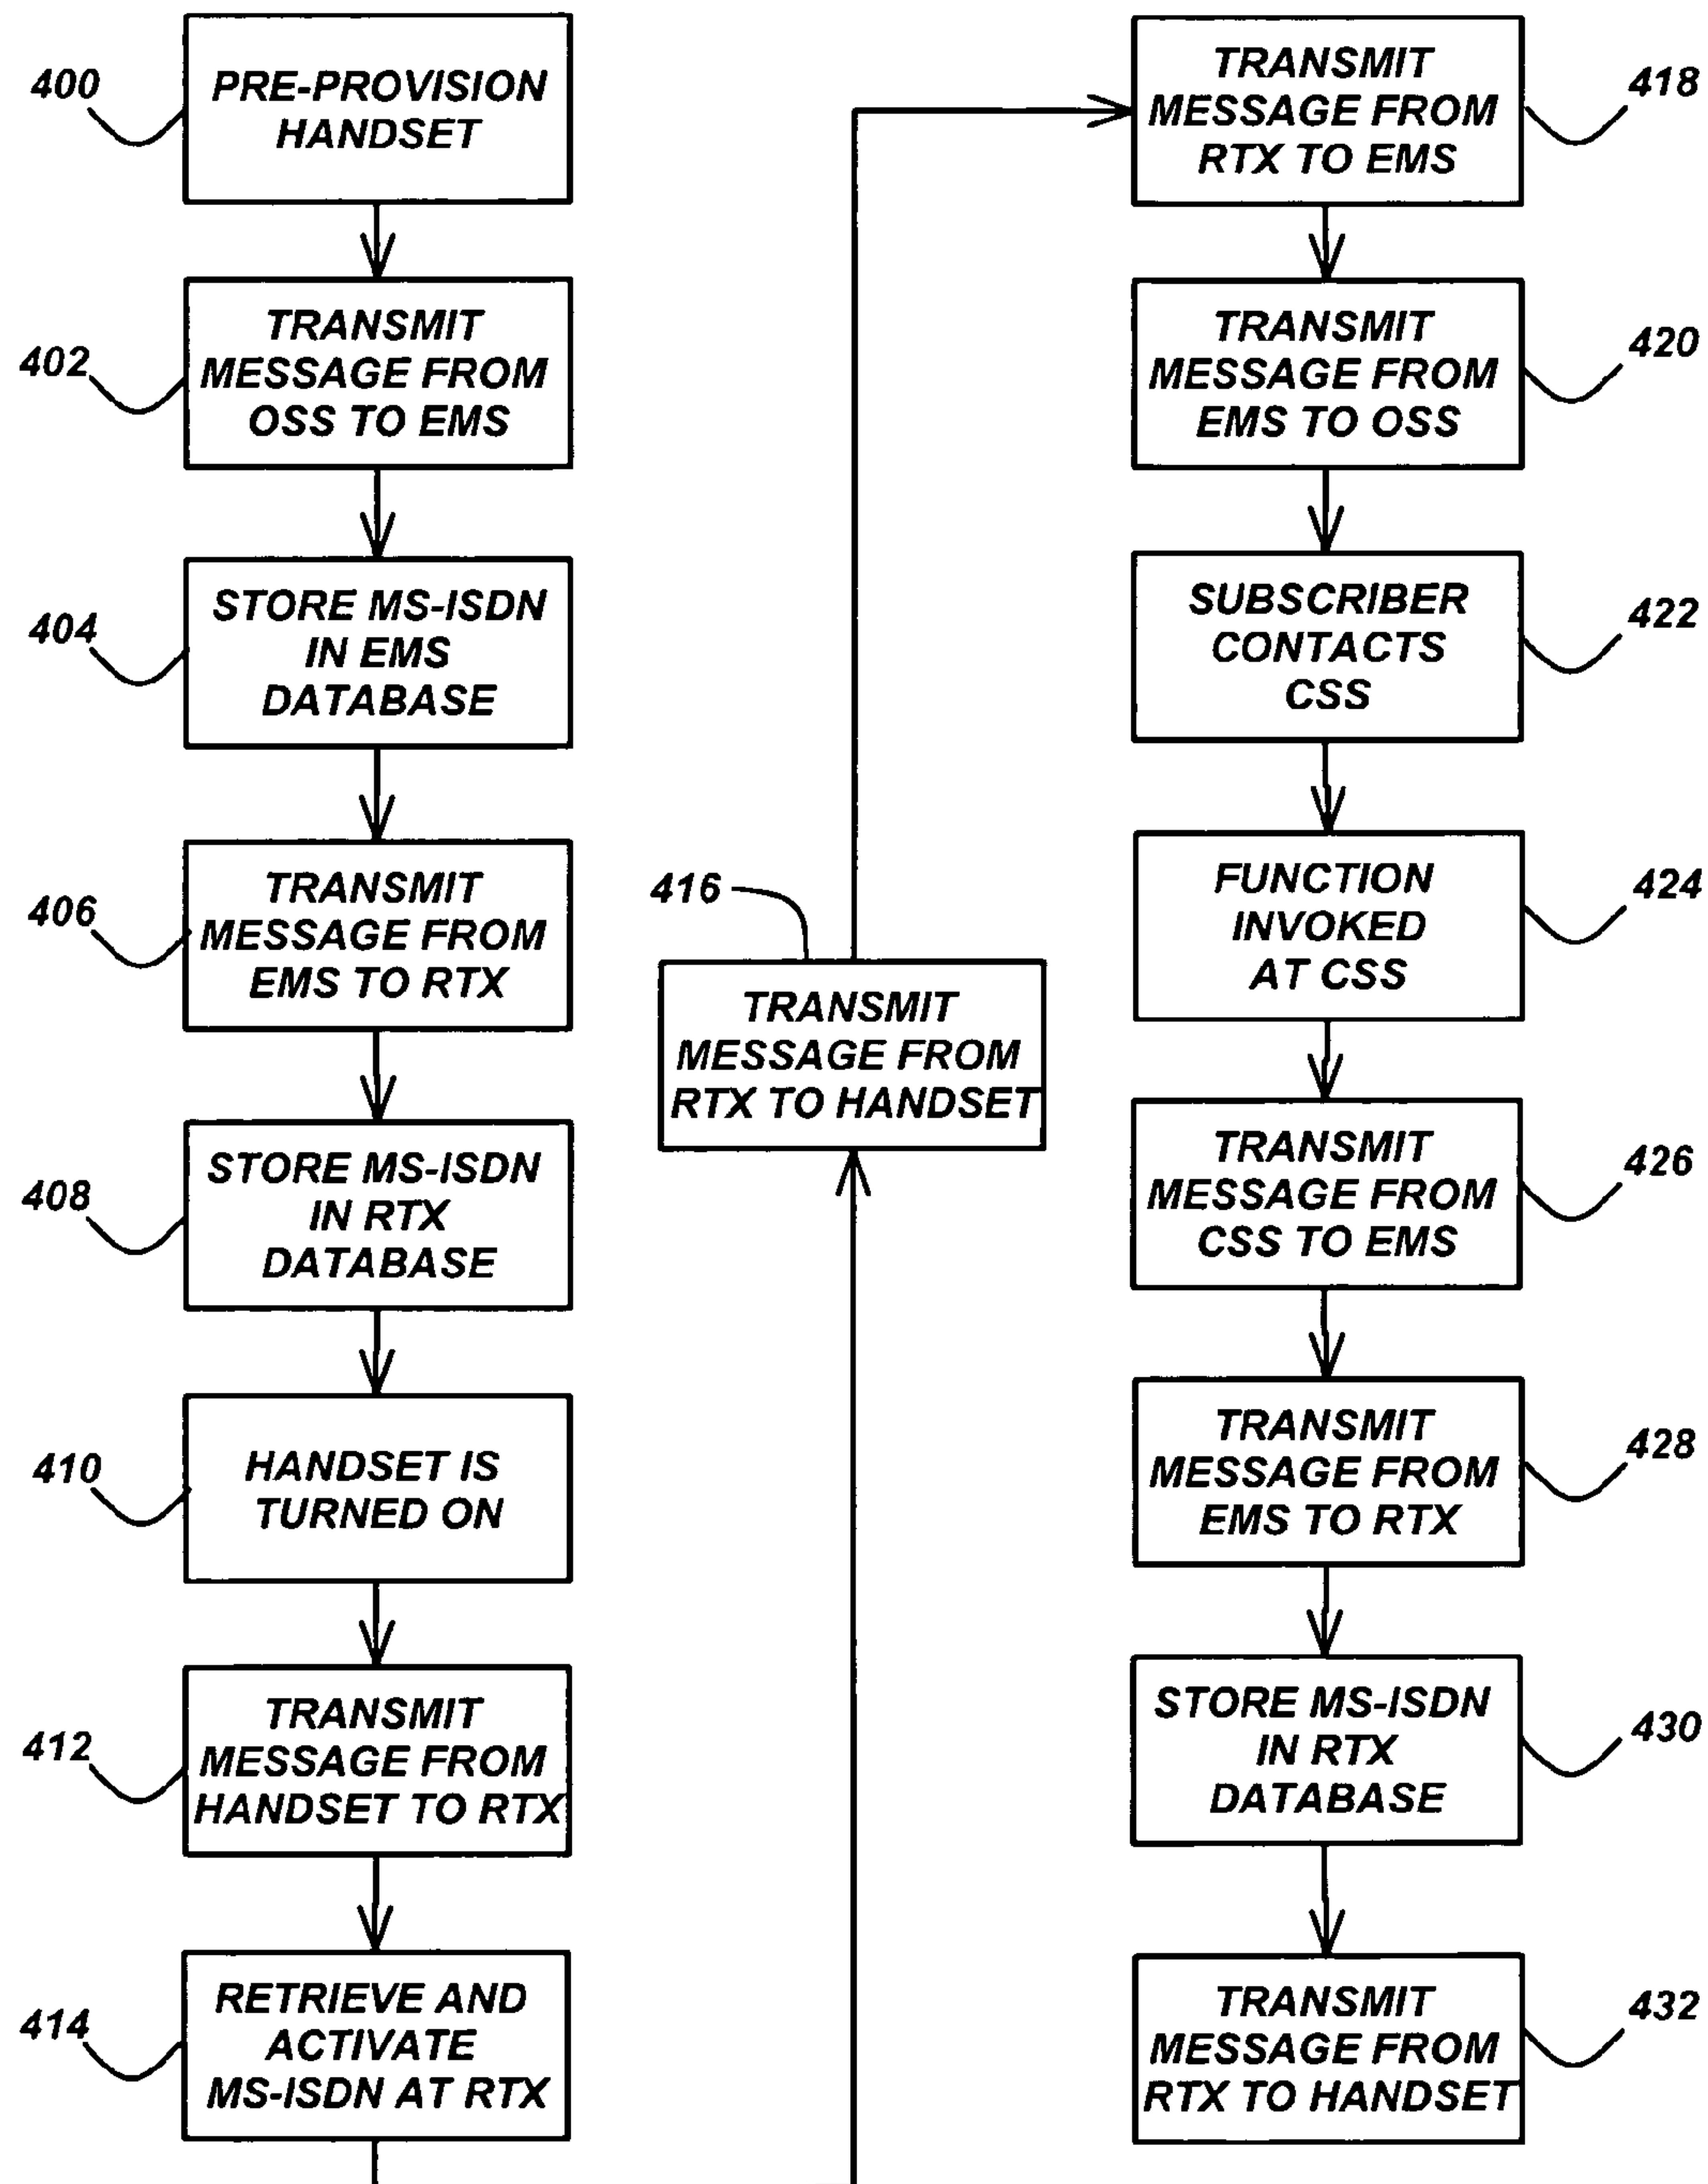 400
PRE-PROVISION
HANDSET
402
TRANSMIT
MESSAGE FROM
OSS TO EMS
404
STORE MS-ISDN
IN EMS
DATABASE
406
TRANSMIT
MESSAGE FROM
EMS TO RTX
408
STORE MS-ISDN
IN RTX
DATABASE
410
HANDSET IS
TURNED ON
412
TRANSMIT
MESSAGE FROM
HANDSET TO RTX
414
RETRIEVE AND
ACTIVATE
MS-ISDN AT RTX
416
TRANSMIT
MESSAGE FROM
RTX TO HANDSET
418
TRANSMIT
MESSAGE FROM
RTX TO EMS
420
TRANSMIT
MESSAGE FROM
EMS TO OSS
422
SUBSCRIBER
CONTACTS
CSS
424
FUNCTION
INVOKED
AT CSS
426
TRANSMIT
MESSAGE FROM
CSS TO EMS
428
TRANSMIT
MESSAGE FROM
EMS TO RTX
430
STORE MS-ISDN
IN RTX
DATABASE
432
TRANSMIT
MESSAGE FROM
RTX TO HANDSET